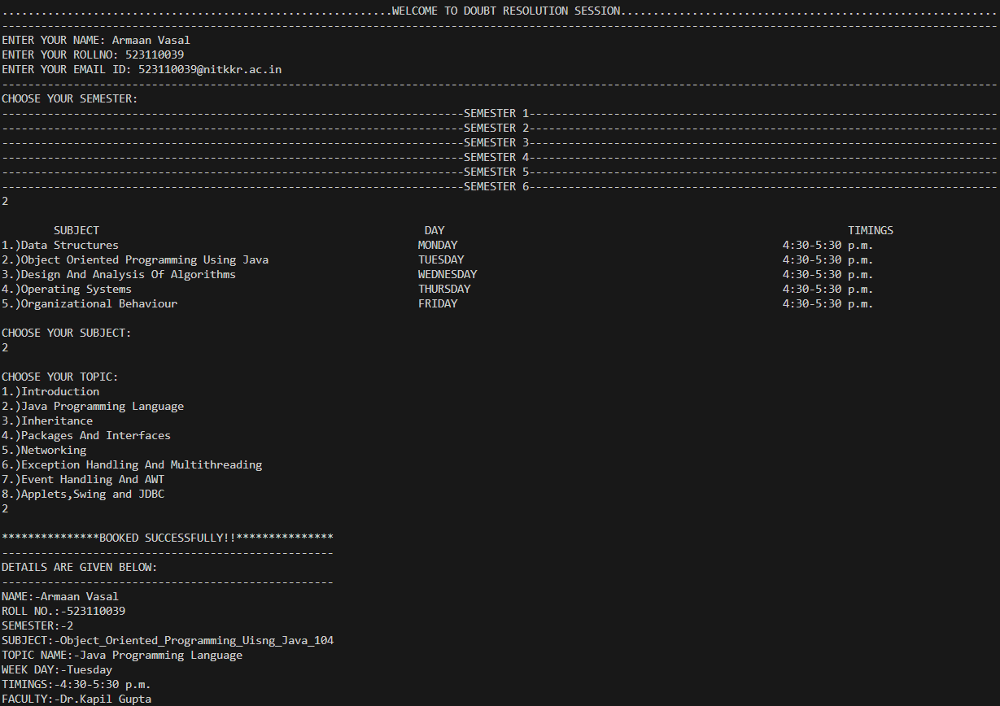 ............................................................WELCOME TO DOUBT RESOLUTION SESSION..........................................................
---------------------------------------------------------------------------------------------------------------------------------------------------------
ENTER YOUR NAME: Armaan Vasal
ENTER YOUR ROLLNO: 523110039
ENTER YOUR EMAIL ID: 523110039@nitkkr.ac.in
---------------------------------------------------------------------------------------------------------------------------------------------------------
CHOOSE YOUR SEMESTER:
-----------------------------------------------------------------------SEMESTER 1------------------------------------------------------------------------
-----------------------------------------------------------------------SEMESTER 2------------------------------------------------------------------------
-----------------------------------------------------------------------SEMESTER 3------------------------------------------------------------------------
-----------------------------------------------------------------------SEMESTER 4------------------------------------------------------------------------
-----------------------------------------------------------------------SEMESTER 5------------------------------------------------------------------------
-----------------------------------------------------------------------SEMESTER 6------------------------------------------------------------------------
2
SUBJECT DAY TIMINGS
1.)Data Structures MONDAY 4:30-5:30 p.m.
2.)Object Oriented Programming Using Java TUESDAY 4:30-5:30 p.m.
3.)Design And Analysis Of Algorithms WEDNESDAY 4:30-5:30 p.m.
4.)Operating Systems THURSDAY 4:30-5:30 p.m.
5.)Organizational Behaviour FRIDAY 4:30-5:30 p.m.
CHOOSE YOUR SUBJECT:
2
CHOOSE YOUR TOPIC:
1.)Introduction
2.)Java Programming Language
3.)Inheritance
4.)Packages And Interfaces
5.)Networking
6.)Exception Handling And Multithreading
7.)Event Handling And AWT
8.)Applets,Swing and JDBC
2
***************BOOKED SUCCESSFULLY!!***************
---------------------------------------------------
DETAILS ARE GIVEN BELOW:
---------------------------------------------------
NAME:-Armaan Vasal
ROLL NO.:-523110039
SEMESTER:-2
SUBJECT:-Object_Oriented_Programming_Uisng_Java_104
TOPIC NAME:-Java Programming Language
WEEK DAY:-Tuesday
TIMINGS:-4:30-5:30 p.m.
FACULTY:-Dr.Kapil Gupta